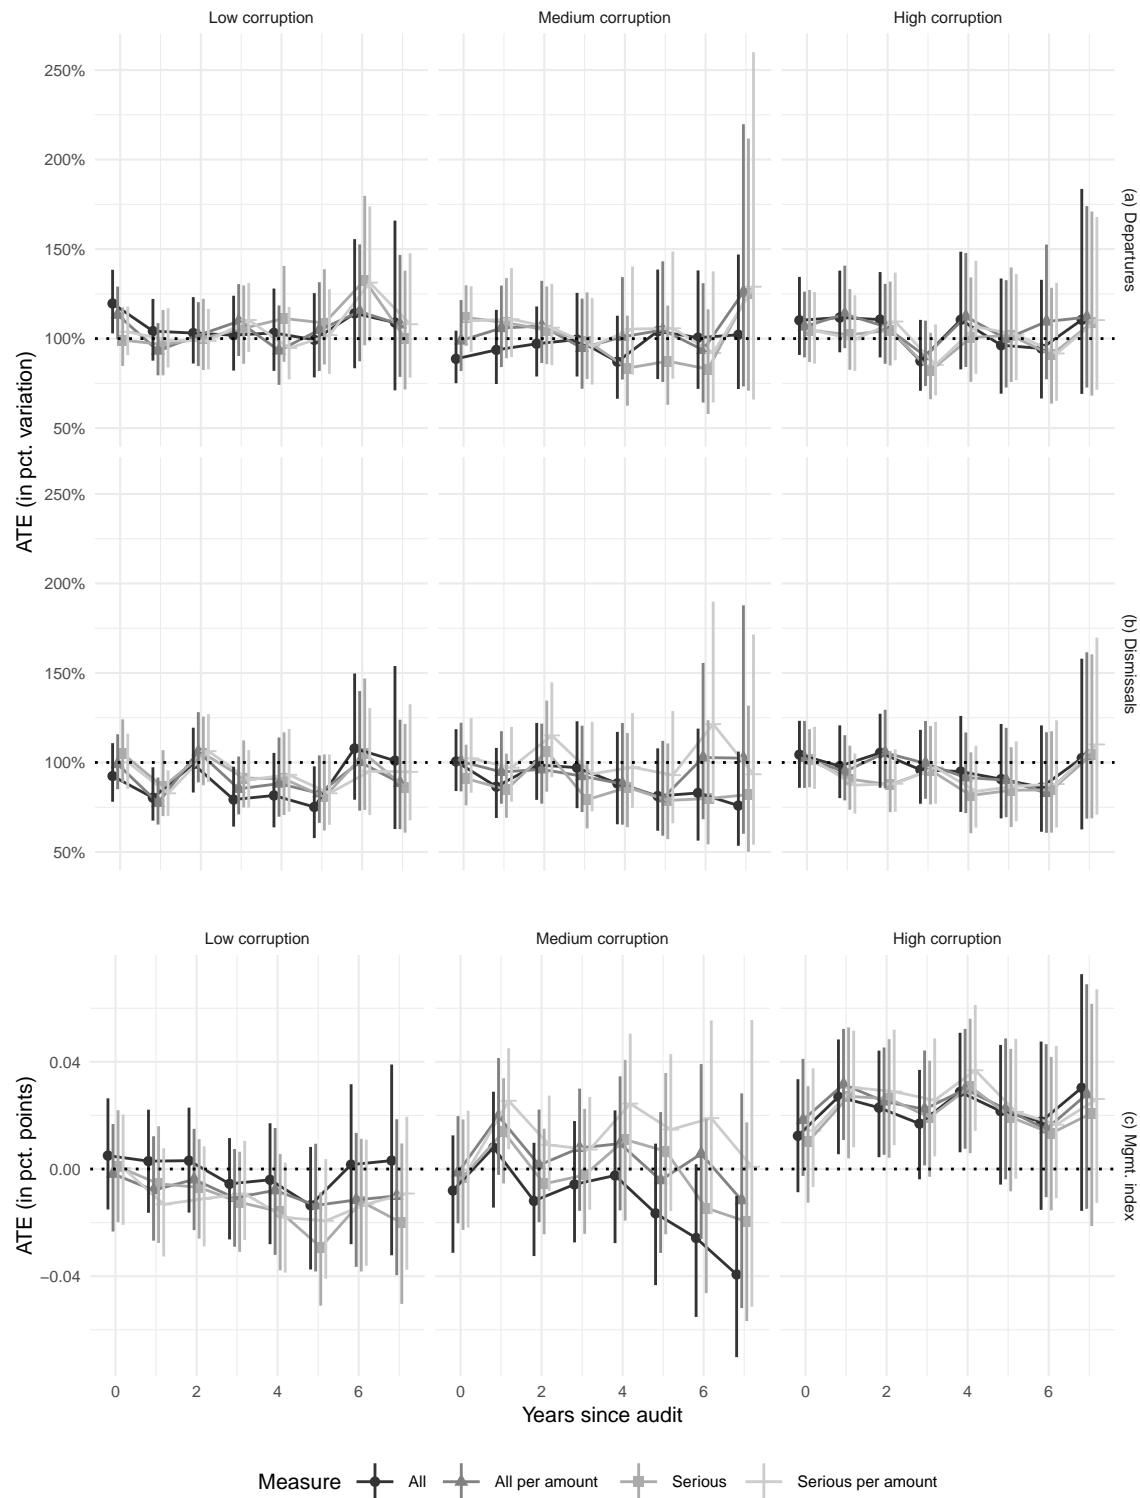 Low corruption Medium corruption High corruption
250%
200%
150%
100%
50%
(a) Departures
250%
200%
150%
100%
50%
(b) Dismissals
ATE (in pct. variation)
Low corruption Medium corruption High corruption
0.04
0.00
−0.04
(c) Mgmt. index
ATE (in pct. points)
0 2 4 6 0 2 4 6 0 2 4 6
Years since audit
Measure All All per amount Serious Serious per amount